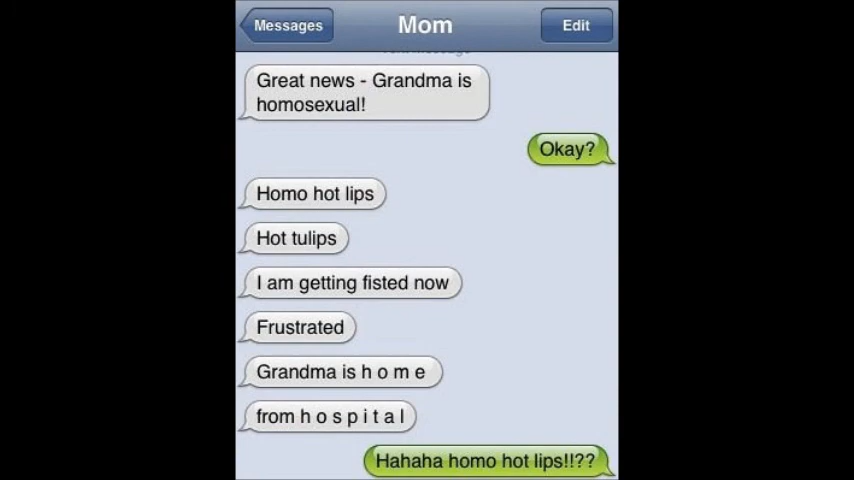 Messages
Mom
Edit
Great news - Grandma is
homosexual!
Okay?
Homo hot lips
Hot tulips
I am getting fisted now
Frustrated
Grandma is h o m e
from h o s p i t a l
Hahaha homo hot lips!!??